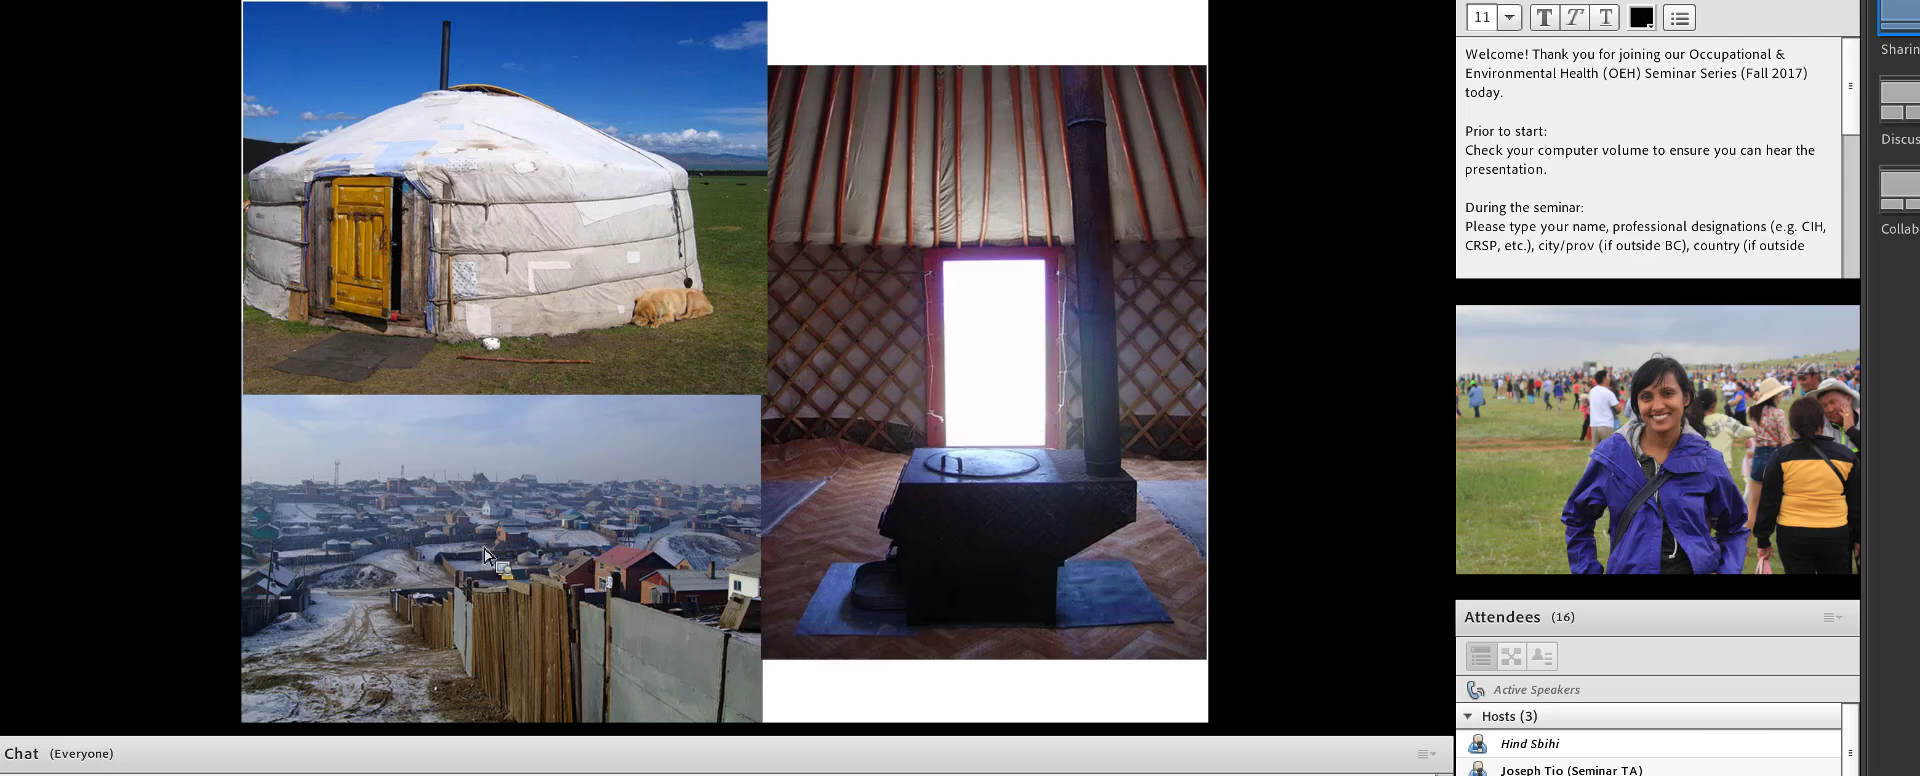 11
T T T
Welcome! Thank you for joining our Occupational &
Environmental Health (OEH) Seminar Series (Fall 2017)
today.
Prior to start:
Check your computer volume to ensure you can hear the
presentation.
During the seminar:
Please type your name, professional designations (e.g. CIH,
CRSP, etc.), city/prov (if outside BC), country (if outside
Sharin
Discus
Collab
Attendees (16)
Active Speakers
Hosts (3)
Hind Sbihi
Joseph Tio (Seminar TA)
Chat (Everyone)